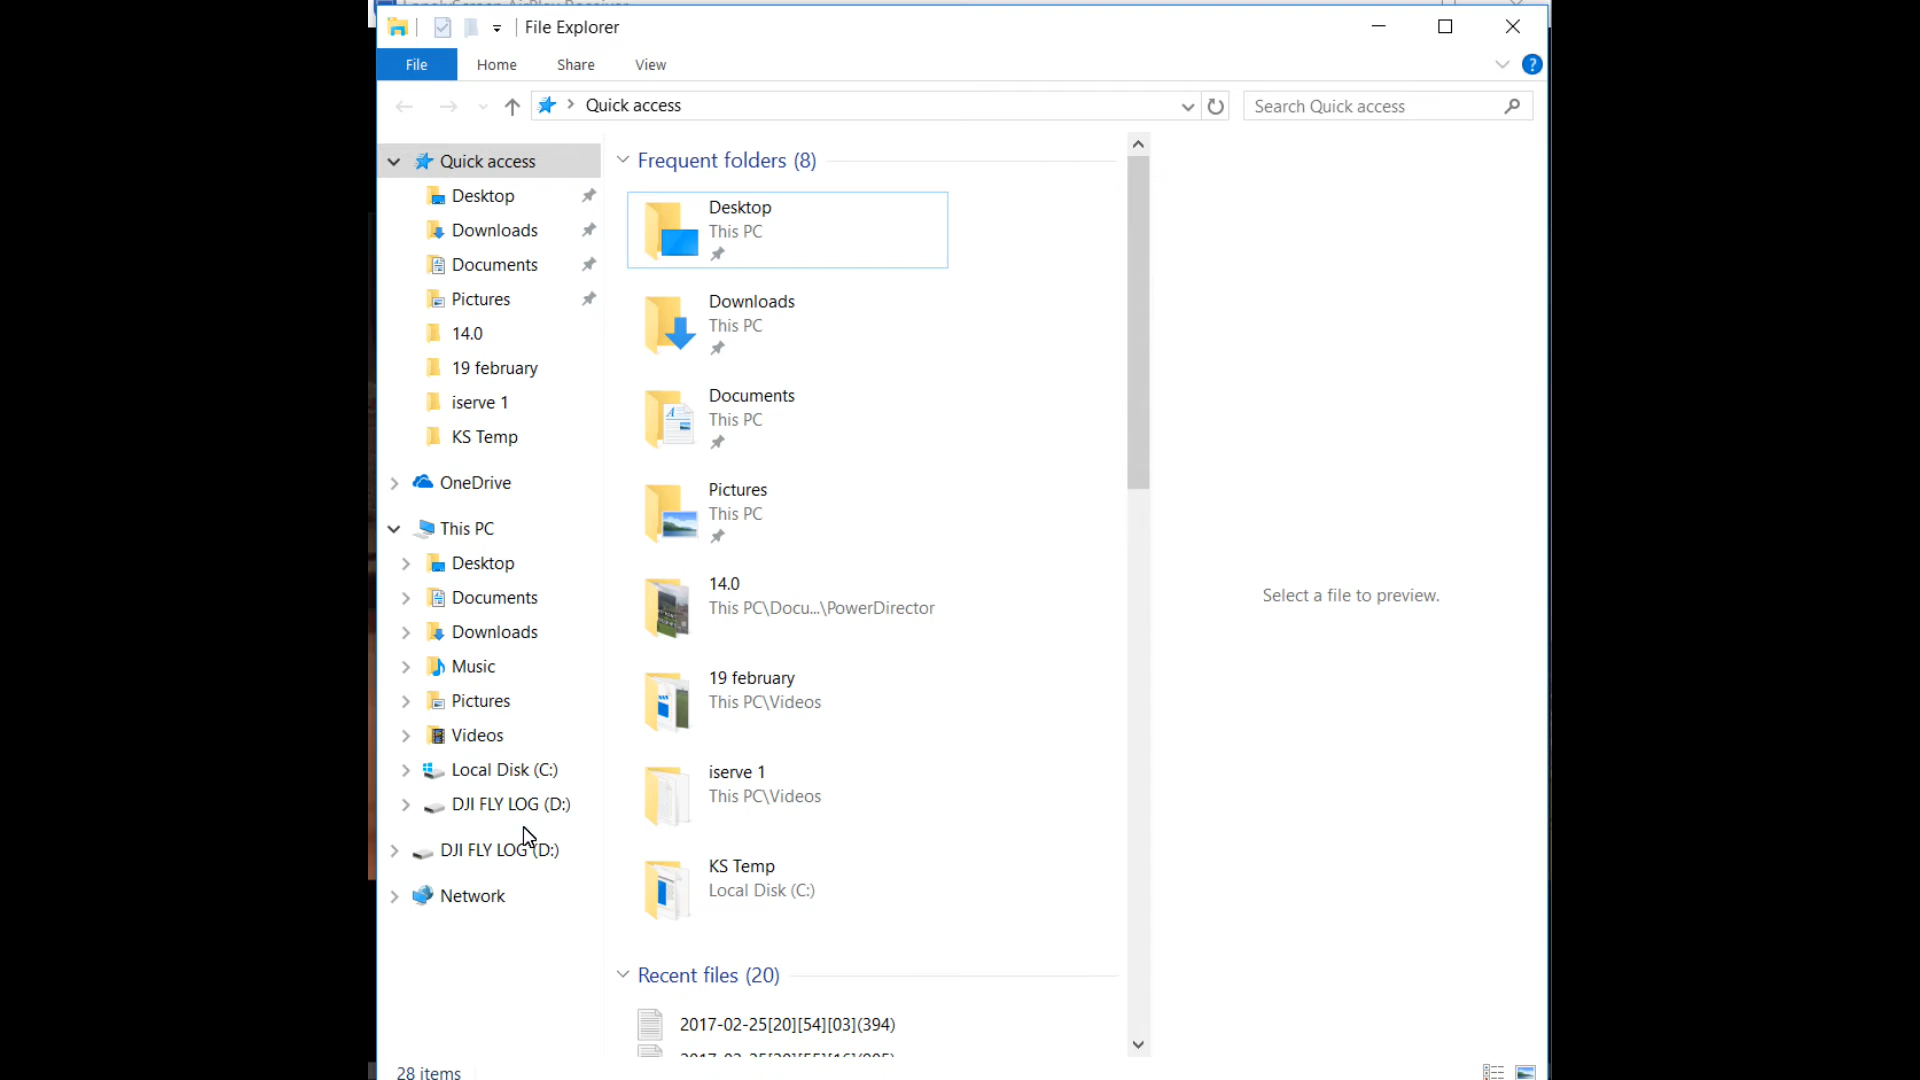 File Explorer
File Home Share View
Quick access
Search Quick access
Quick access
Desktop
Downloads
Documents
Pictures
14.0
19 february
iserve 1
KS Temp
OneDrive
This PC
Desktop
Documents
Downloads
Music
Pictures
Videos
Local Disk (C:)
DJI FLY LOG (D:)
DJI FLY LOG (D:)
Network
Frequent folders (8)
Desktop
This PC
Downloads
This PC
Documents
This PC
Pictures
This PC
14.0
This PC\Docu...\PowerDirector
19 february
This PC\Videos
iserve 1
This PC\Videos
KS Temp
Local Disk (C:)
Recent files (20)
2017-02-25[20][54][03](394)
Select a file to preview.
28 items